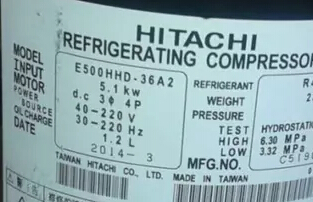 HITACHI
REFRIGERATING COMPRESSOR
MODEL E500HHD-36A2
INPUT 5.1 kw
MOTOR d.c 3Φ 4P
POWER SOURCE 40-220 V
30-220 Hz
OIL CHARGE 1.2 L
DATE 2014 - 3
REFRIGERANT
WEIGHT
PRESSURE
TEST HYDROSTATI
HIGH 6.30 MPa
LOW 3.32 MPa
MFG.NO. C5190
TAIWAN HITACHI CO. LTD. MADE IN TAIWAN